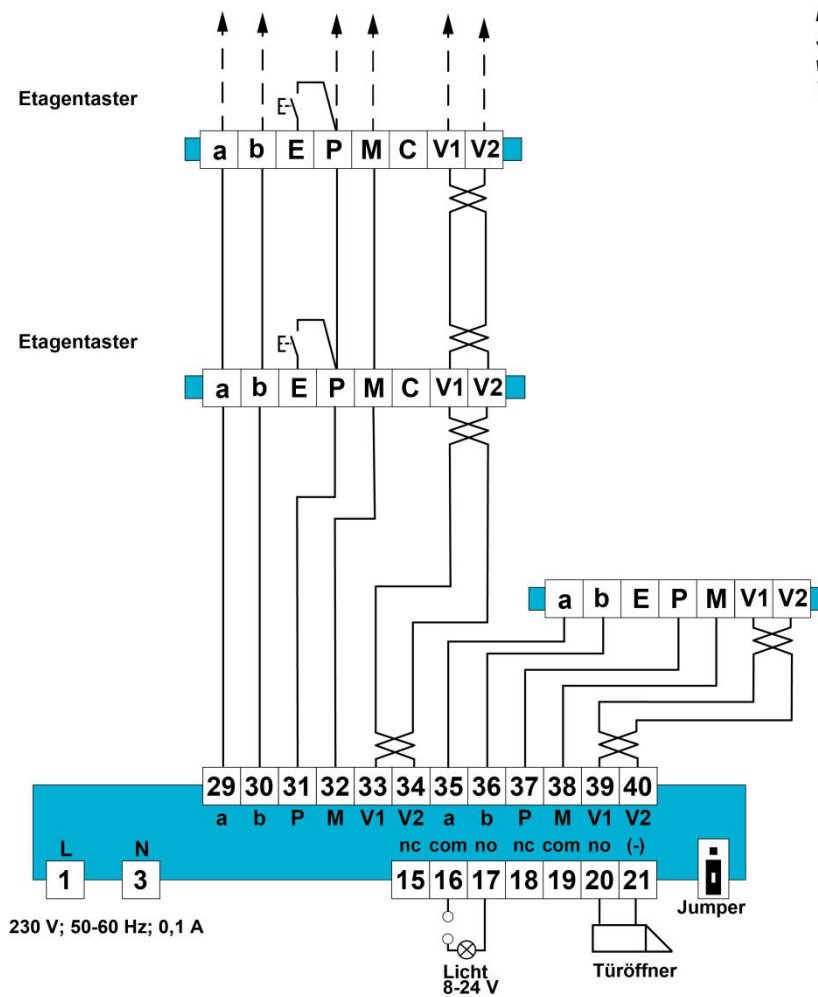 Etagentaster
a b E P M C V1 V2
Etagentaster
a b E P M C V1 V2
a b E P M V1 V2
29 30 31 32 33 34 35 36 37 38 39 40
a b P M V1 V2 a b P M V1 V2
L N nc com no nc com no (-)
1 3 15 16 17 18 19 20 21
230 V; 50-60 Hz; 0,1 A
Jumper
Licht
8-24 V
Türöffner